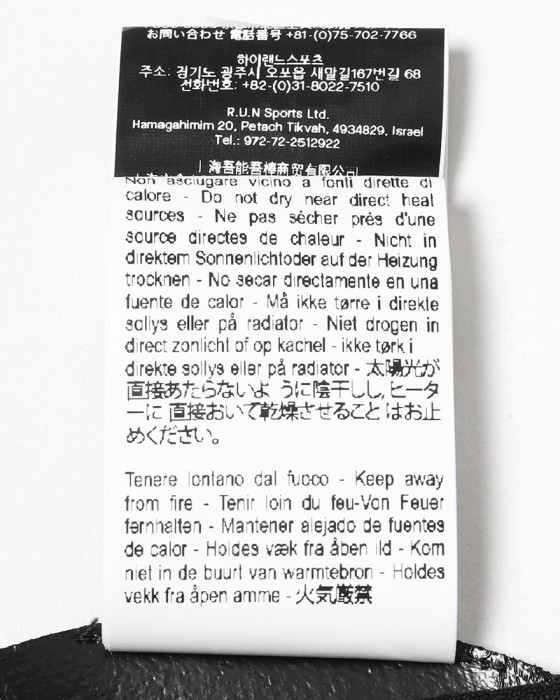 お問い合わせ 電話番号 +81-(0)75-702-7766
하이랜드스포츠
주소: 경기도 광주시 오포읍 새말길167번길 68
전화번호: +82-(0)31-8022-7510
R.U.N Sports Ltd.
Hamagahimim 20, Petach Tikvah, 4934829, Israel
Tel.: 972-72-2512922
Non asciugare vicino a fonti dirette di
calore - Do not dry near direct heat
sources - Ne pas sécher près d'une
source directes de chaleur - Nicht in
direktem Sonnenlichtoder auf der Heizung
trocknen - No secar directamente en una
fuente de calor - Må ikke tørre i direkte
sollys eller på radiator - Niet drogen in
direct zonlicht of op kachel - ikke tørk i
direkte sollys eller på radiator - 太陽光が
直接あたらないよ うに陰干しし, ヒータ
ーに 直接おいて乾燥させること はお止
めください。
Tenere lontano dal fuoco - Keep away
from fire - Tenir loin du feu-Von Feuer
fernhalten - Mantener alejado de fuentes
de calor - Holdes væk fra åben ild - Kom
niet in de buurt van warmtebron - Holdes
vekk fra åpen amme - 火気厳禁